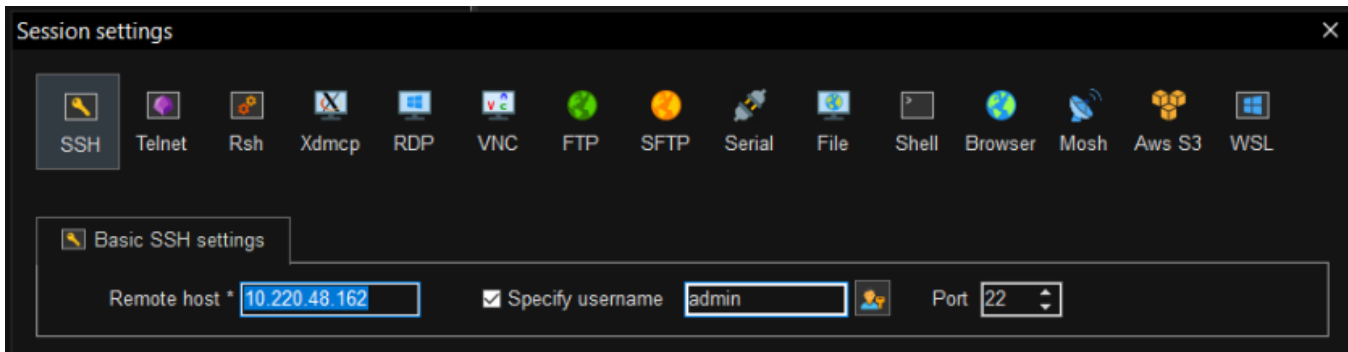 Session settings
SSH Telnet Rsh Xdmcp RDP VNC FTP SFTP Serial File Shell Browser Mosh Aws S3 WSL
Basic SSH settings
Remote host * 10.220.48.162 Specify username admin Port 22